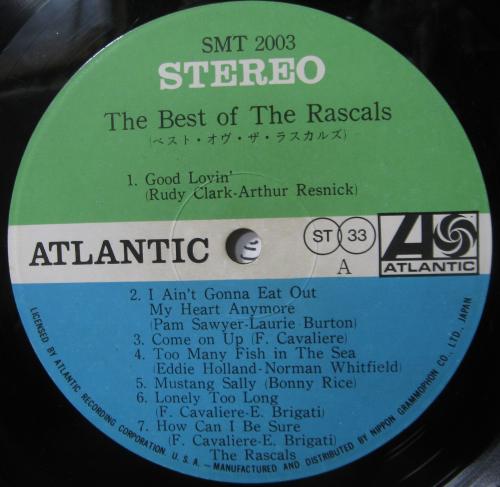 SMT 2003
STEREO
The Best of The Rascals
(ベスト・オヴ・ザ・ラスカルズ)
1. Good Lovin'
(Rudy Clark-Arthur Resnick)
ATLANTIC
ST 33
A
ATLANTIC
2. I Ain't Gonna Eat Out
My Heart Anymore
(Pam Sawyer-Laurie Burton)
3. Come on Up (F. Cavaliere)
4. Too Many Fish in The Sea
(Eddie Holland-Norman Whitfield)
5. Mustang Sally (Bonny Rice)
6. Lonely Too Long
(F. Cavaliere-E. Brigati)
7. How Can I Be Sure
(F. Cavaliere-E. Brigati)
The Rascals
LICENSED BY ATLANTIC RECORDING CORPORATION. U. S. A. —MANUFACTURED AND DISTRIBUTED BY NIPPON GRAMMOPHON CO., LTD., JAPAN